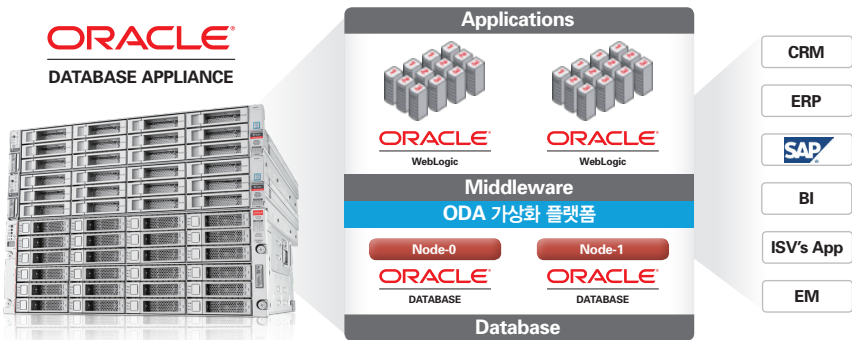 ORACLE
DATABASE APPLIANCE
Applications
ORACLE
WebLogic
ORACLE
WebLogic
Middleware
ODA 가상화 플랫폼
Node-0
ORACLE
DATABASE
Node-1
ORACLE
DATABASE
Database
CRM
ERP
SAP
BI
ISV's App
EM